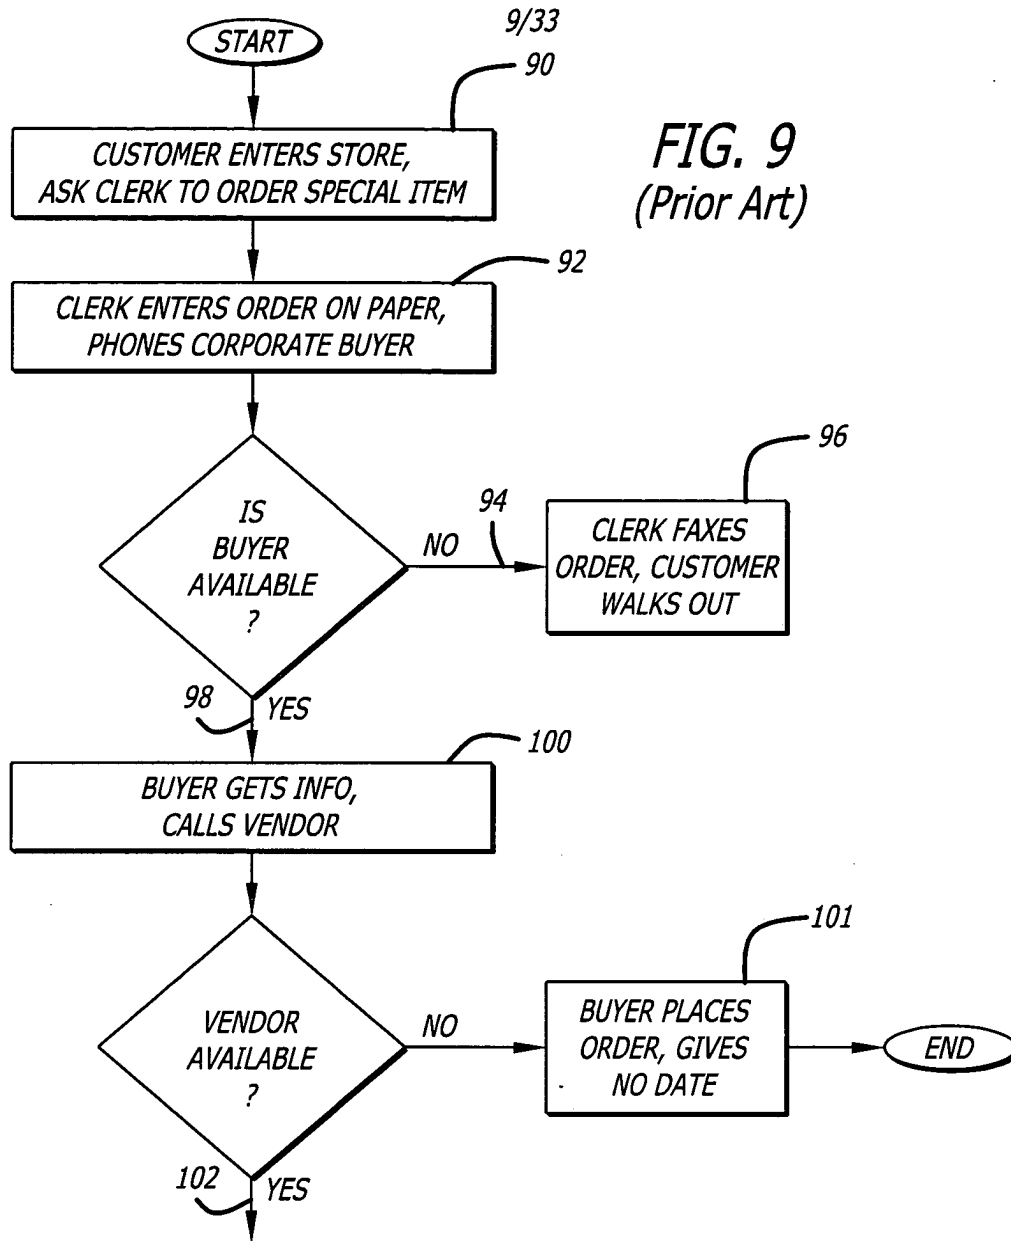 9/33
START
90
CUSTOMER ENTERS STORE,
ASK CLERK TO ORDER SPECIAL ITEM
FIG. 9
(Prior Art)
92
CLERK ENTERS ORDER ON PAPER,
PHONES CORPORATE BUYER
IS
BUYER
AVAILABLE
?
NO
94
96
CLERK FAXES
ORDER, CUSTOMER
WALKS OUT
98
YES
100
BUYER GETS INFO,
CALLS VENDOR
VENDOR
AVAILABLE
?
NO
101
BUYER PLACES
ORDER, GIVES
NO DATE
END
102
YES